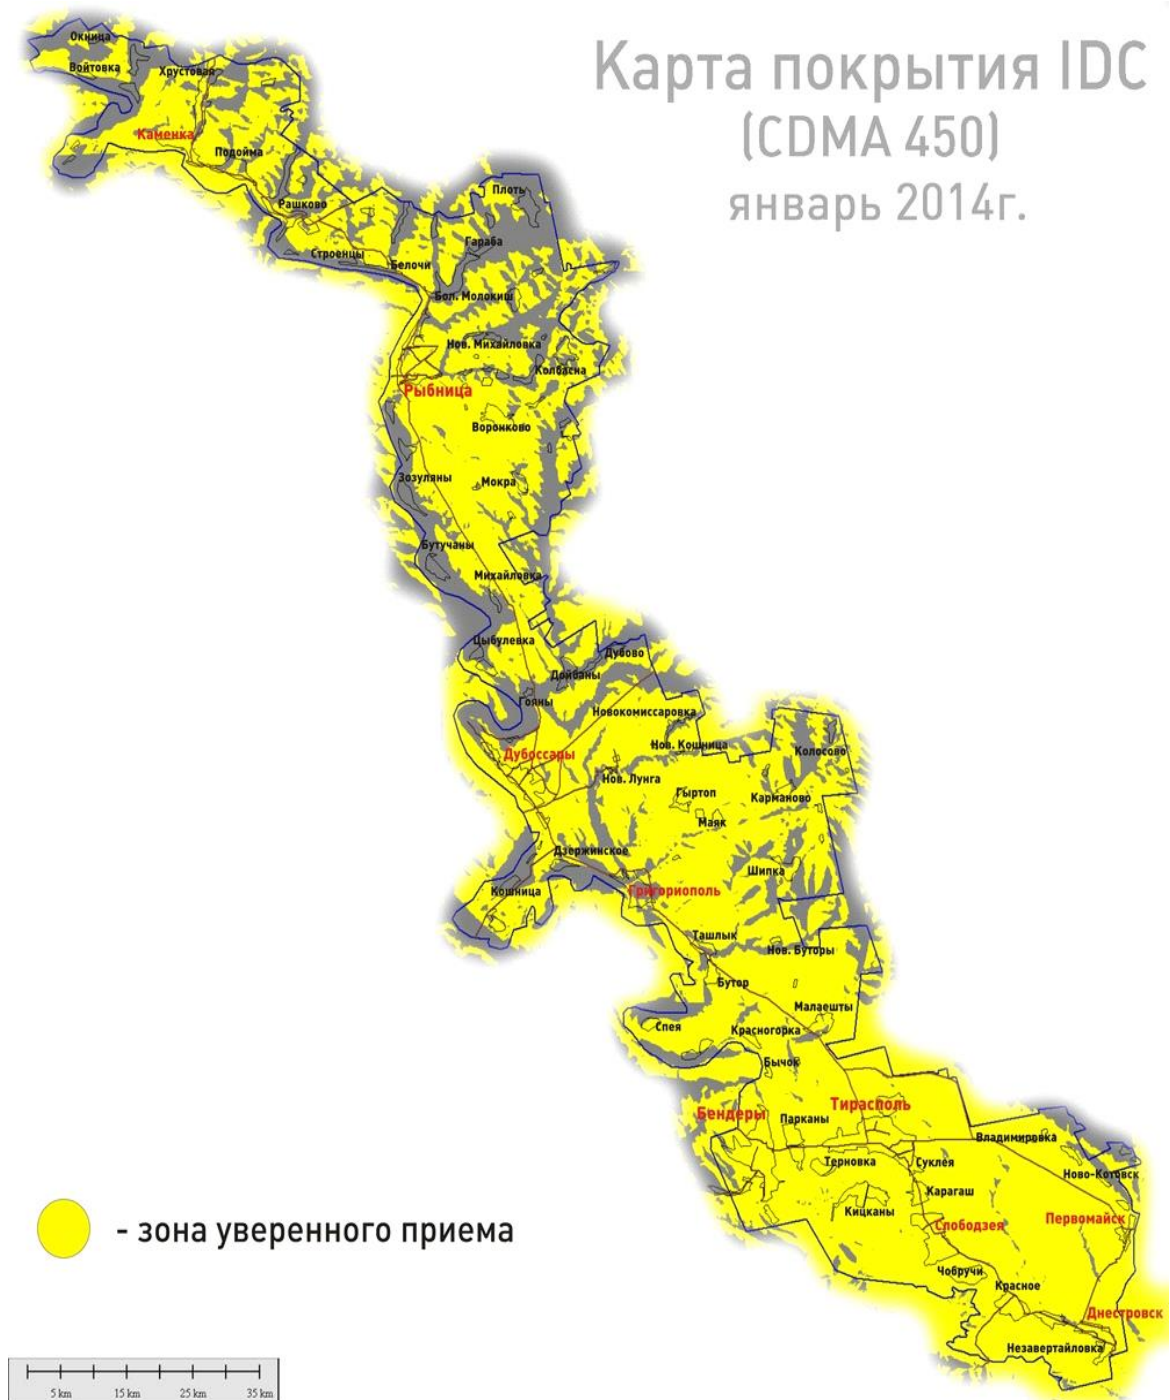 Карта покрытия IDC
(CDMA 450)
январь 2014г.
Окница
Войтовка
Хрустовая
Каменка
Подойма
Рашково
Плоть
Гараба
Строенцы
Белочи
Бол. Молокиш
Нов. Михайловка
Колбасна
Рыбница
Воронково
Зозуляны
Мокра
Бутучаны
Михайловка
Цыбулевка
Дубово
Дойбаны
Гояны
Новокомиссаровка
Нов. Кошница
Колосово
Дубоссары
Нов. Лунга
Гыртоп
Карманово
Маяк
Дзержинское
Шипка
Кошница
Григориополь
Ташлык
Нов. Буторы
Бутор
Малаешты
Спея
Красногорка
Бычок
Бендеры
Парканы
Тирасполь
Владимировка
Терновка
Суклея
Ново-Котовск
Карагаш
Кицканы
Слободзея
Первомайск
Чобручи
Красное
Днестровск
Незавертайловка
- зона уверенного приема
5 km 15 km 25 km 35 km